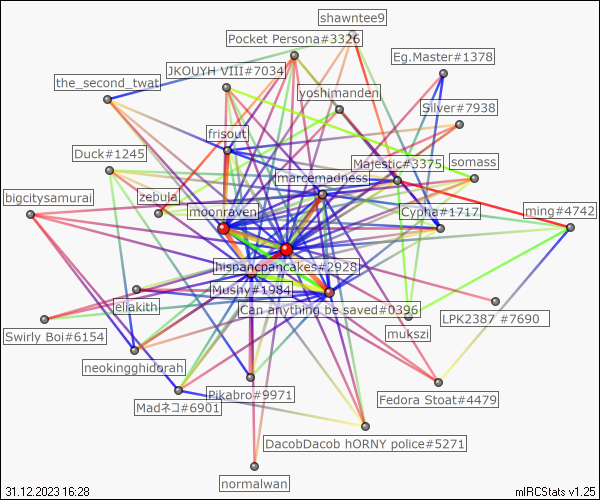 shawntee9
Pocket Persona#3326
Eg.Master#1378
JKOUYH VIII#7034
the_second_twat
yoshimanden
Silver#7938
frisout
Duck#1245
Majestic#3375
somass
marcemadness
bigcitysamurai
zebuia
moonraven
Cypha#1717
ming#4742
hispancpancakes#2928
Mushy#1984
eliakith
Can anything be saved#0396
LPK2387 ''#7690
mukszi
Swirly Boi#6154
neokingghidorah
Pikabro#9971
Fedora Stoat#4479
Madネコ#6901
DacobDacob hORNY police#5271
normalwan
31.12.2023 16:28
mIRCStats v1.25